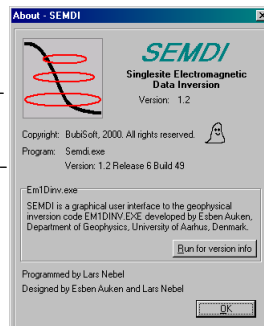 About - SEMDI
SEMDI
Singlesite Electromagnetic
Data Inversion
Version: 1.2
Copyright: BubiSoft, 2000. All rights reserved.
Program: Semdi.exe
Version: 1.2 Release 6 Build 49
Em1Dinv.exe
SEMDI is a graphical user interface to the geophysical
inversion code EM1DINV.EXE developed by Esben Auken,
Department of Geophysics, University of Aarhus, Denmark.
Run for version info
Programmed by Lars Nebel
Designed by Esben Auken and Lars Nebel
OK